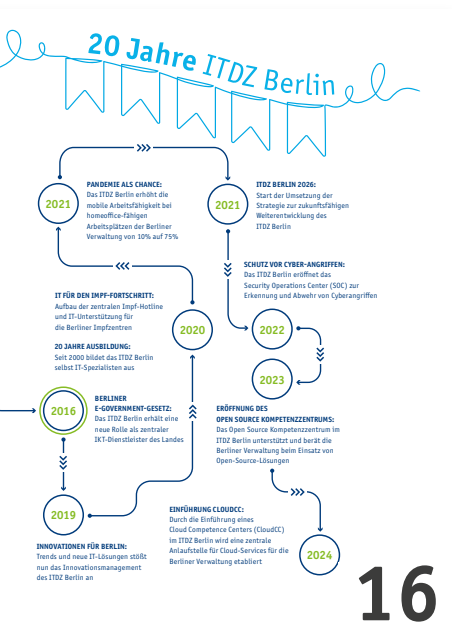 20 Jahre ITDZ Berlin
2021
PANDEMIE ALS CHANCE:
Das ITDZ Berlin erhöht die
mobile Arbeitsfähigkeit bei
homeoffice-fähigen
Arbeitsplätzen der Berliner
Verwaltung von 10% auf 75%
2021
ITDZ BERLIN 2026:
Start der Umsetzung der
Strategie zur zukunftsfähigen
Weiterentwicklung des
ITDZ Berlin
SCHUTZ VOR CYBER-ANGRIFFEN:
Das ITDZ Berlin eröffnet das
Security Operations Center (SOC) zur
Erkennung und Abwehr von Cyberangriffen
IT FÜR DEN IMPF-FORTSCHRITT:
Aufbau der zentralen Impf-Hotline
und IT-Unterstützung für
die Berliner Impfzentren
20 JAHRE AUSBILDUNG:
Seit 2000 bildet das ITDZ Berlin
selbst IT-Spezialisten aus
2020
2022
2023
2016
BERLINER
E-GOVERNMENT-GESETZ:
Das ITDZ Berlin erhält eine
neue Rolle als zentraler
IKT-Dienstleister des Landes
ERÖFFNUNG DES
OPEN SOURCE KOMPETENZZENTRUMS:
Das Open Source Kompetenzzentrum im
ITDZ Berlin unterstützt und berät die
Berliner Verwaltung beim Einsatz von
Open-Source-Lösungen
2019
INNOVATIONEN FÜR BERLIN:
Trends und neue IT-Lösungen stößt
nun das Innovationsmanagement
des ITDZ Berlin an
EINFÜHRUNG CLOUDCC:
Durch die Einführung eines
Cloud Competence Centers (CloudCC)
im ITDZ Berlin wird eine zentrale
Anlaufstelle für Cloud-Services für die
Berliner Verwaltung etabliert
2024
16